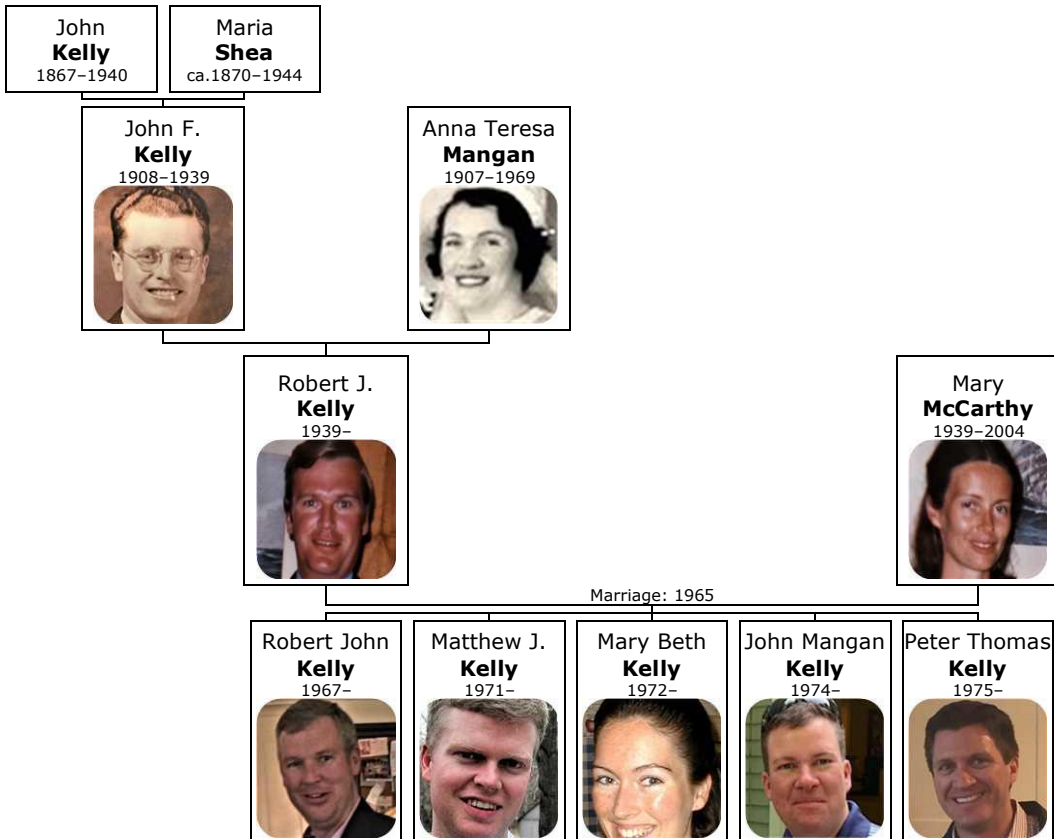 John
Kelly
1867–1940
Maria
Shea
ca.1870–1944
John F.
Kelly
1908–1939
Anna Teresa
Mangan
1907–1969
Robert J.
Kelly
1939–
Mary
McCarthy
1939–2004
Marriage: 1965
Robert John
Kelly
1967–
Matthew J.
Kelly
1971–
Mary Beth
Kelly
1972–
John Mangan
Kelly
1974–
Peter Thomas
Kelly
1975–